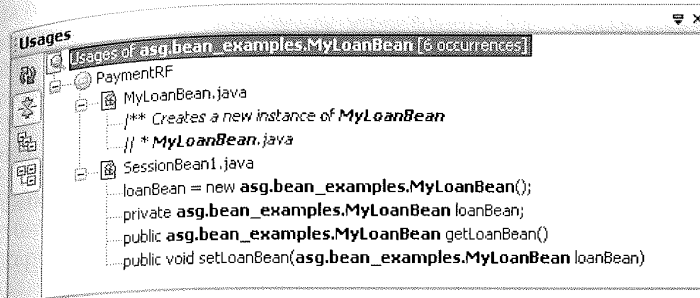 Usages
Usages of asg.bean_examples.MyLoanBean [6 occurrences]
PaymentRF
MyLoanBean.java
/** Creates a new instance of MyLoanBean
// * MyLoanBean.java
SessionBean1.java
loanBean = new asg.bean_examples.MyLoanBean();
private asg.bean_examples.MyLoanBean loanBean;
public asg.bean_examples.MyLoanBean getLoanBean()
public void setLoanBean(asg.bean_examples.MyLoanBean loanBean)